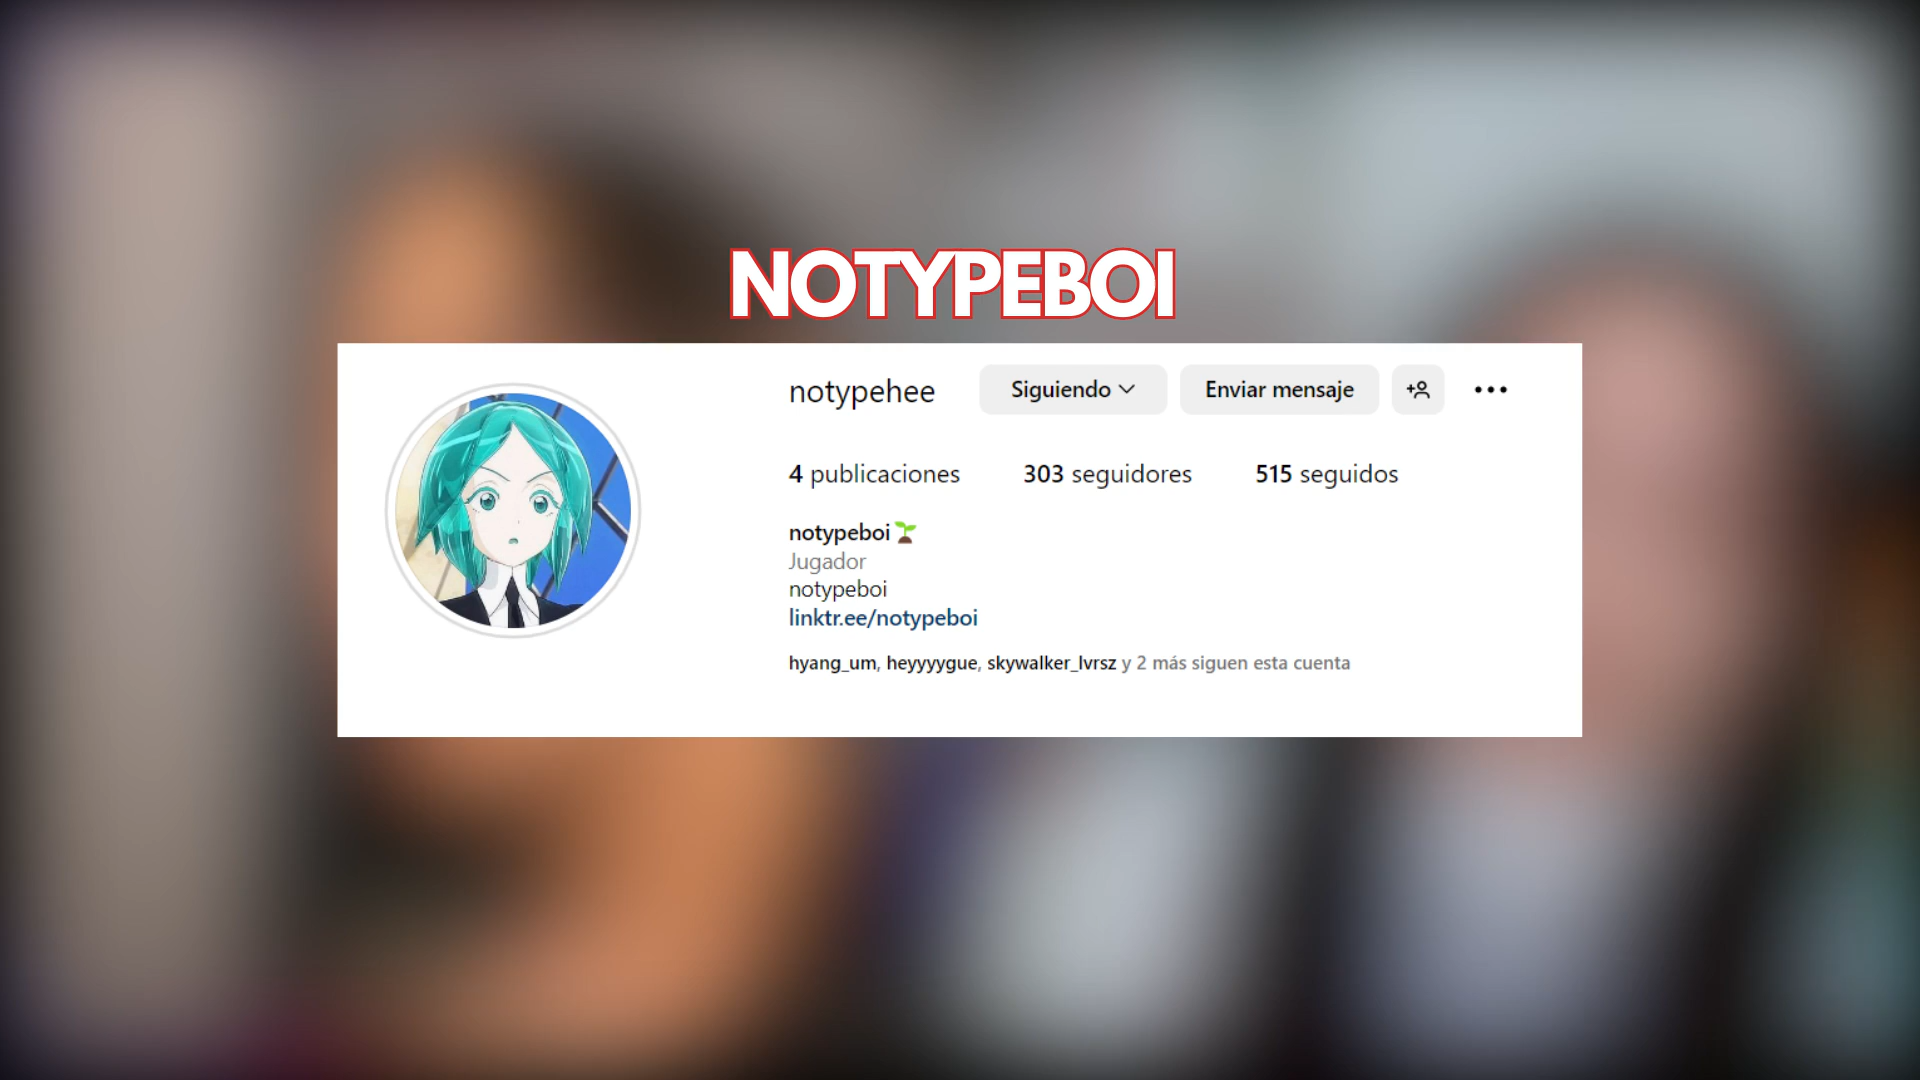 NOTYPEBOI
notypehee Siguiendo Enviar mensaje
4 publicaciones 303 seguidores 515 seguidos
notypeboi🌱
Jugador
notypeboi
linktr.ee/notypeboi
hyang_um, heyyyygue, skywalker_lvrsz y 2 más siguen esta cuenta